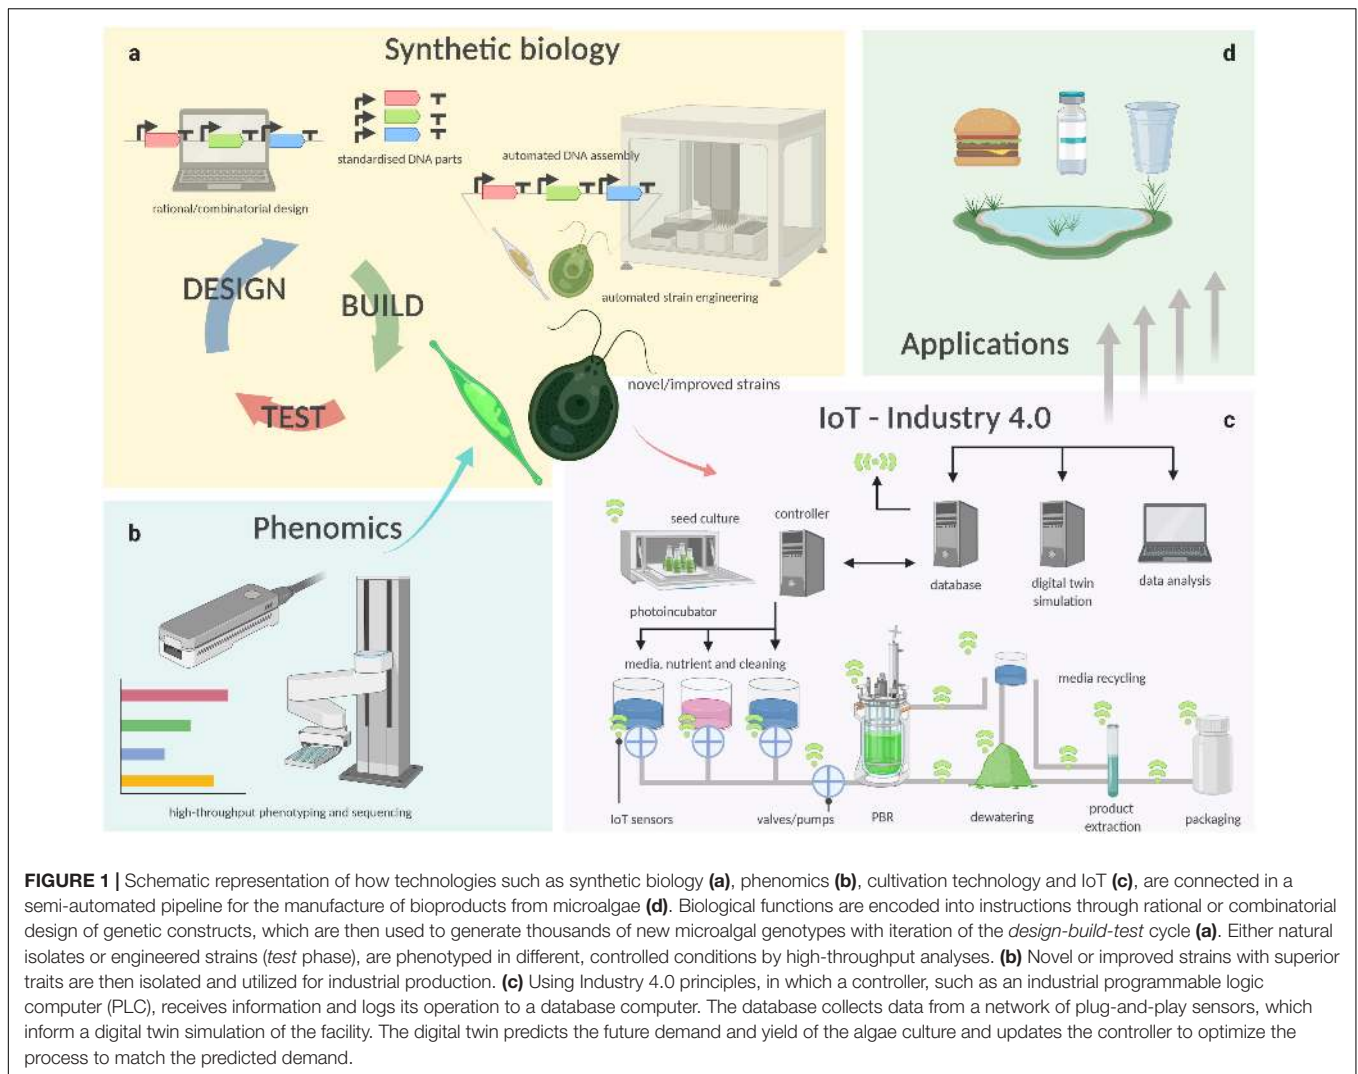 a
Synthetic biology
rational/combinatorial design
standardised DNA parts
automated DNA assembly
automated strain engineering
DESIGN
BUILD
TEST
novel/improved strains
b
Phenomics
high-throughput phenotyping and sequencing
d
Applications
IoT - Industry 4.0
c
seed culture
controller
photoincubator
database
digital twin
simulation
data analysis
media, nutrient and cleaning
media recycling
IoT sensors
valves/pumps
PBR
dewatering
product
extraction
packaging
FIGURE 1 | Schematic representation of how technologies such as synthetic biology (a), phenomics (b), cultivation technology and IoT (c), are connected in a
semi-automated pipeline for the manufacture of bioproducts from microalgae (d). Biological functions are encoded into instructions through rational or combinatorial
design of genetic constructs, which are then used to generate thousands of new microalgal genotypes with iteration of the design-build-test cycle (a). Either natural
isolates or engineered strains (test phase), are phenotyped in different, controlled conditions by high-throughput analyses. (b) Novel or improved strains with superior
traits are then isolated and utilized for industrial production. (c) Using Industry 4.0 principles, in which a controller, such as an industrial programmable logic
computer (PLC), receives information and logs its operation to a database computer. The database collects data from a network of plug-and-play sensors, which
inform a digital twin simulation of the facility. The digital twin predicts the future demand and yield of the algae culture and updates the controller to optimize the
process to match the predicted demand.